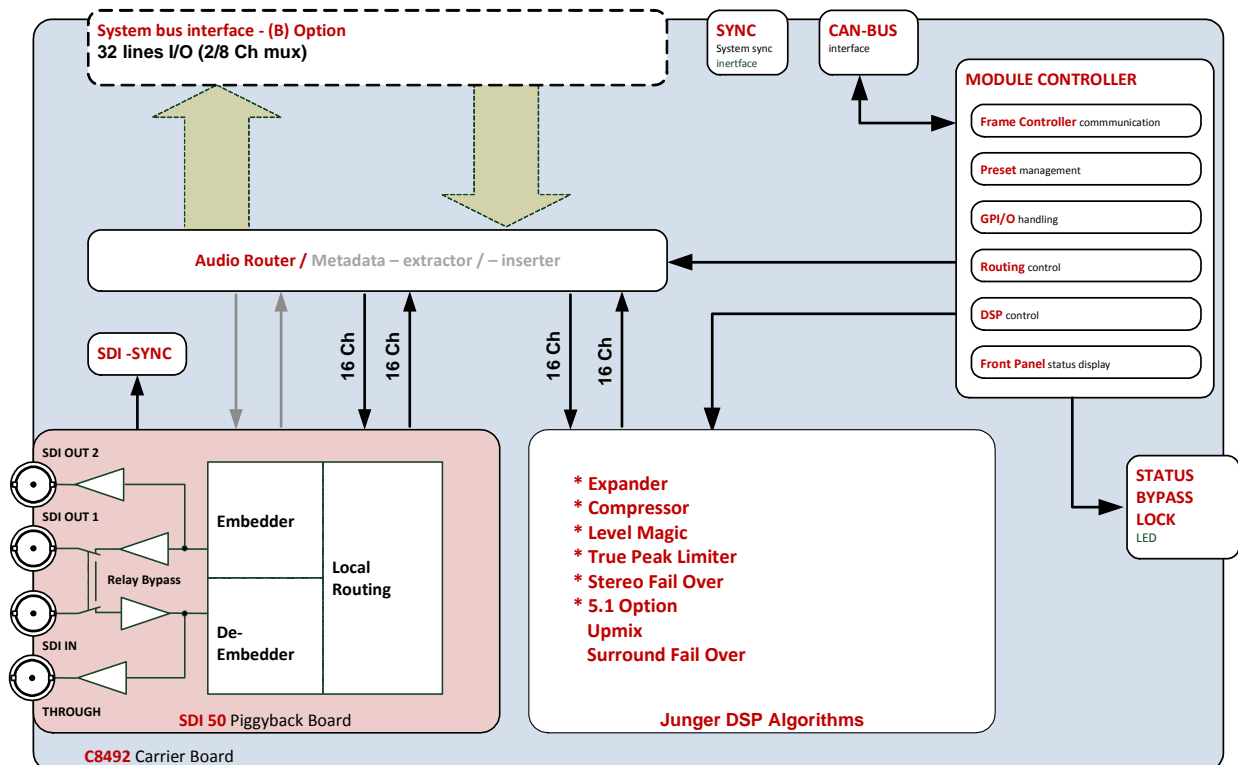 System bus interface - (B) Option
32 lines I/O (2/8 Ch mux)
SYNC
System sync
inertface
CAN-BUS
interface
MODULE CONTROLLER
Frame Controller commmunication
Preset management
GPI/O handling
Routing control
DSP control
Front Panel status display
Audio Router / Metadata – extractor / – inserter
SDI -SYNC
16 Ch
16 Ch
16 Ch
16 Ch
SDI OUT 2
SDI OUT 1
Relay Bypass
SDI IN
THROUGH
Embedder
De-
Embedder
Local
Routing
SDI 50 Piggyback Board
* Expander
* Compressor
* Level Magic
* True Peak Limiter
* Stereo Fail Over
* 5.1 Option
Upmix
Surround Fail Over
Junger DSP Algorithms
STATUS
BYPASS
LOCK
LED
C8492 Carrier Board